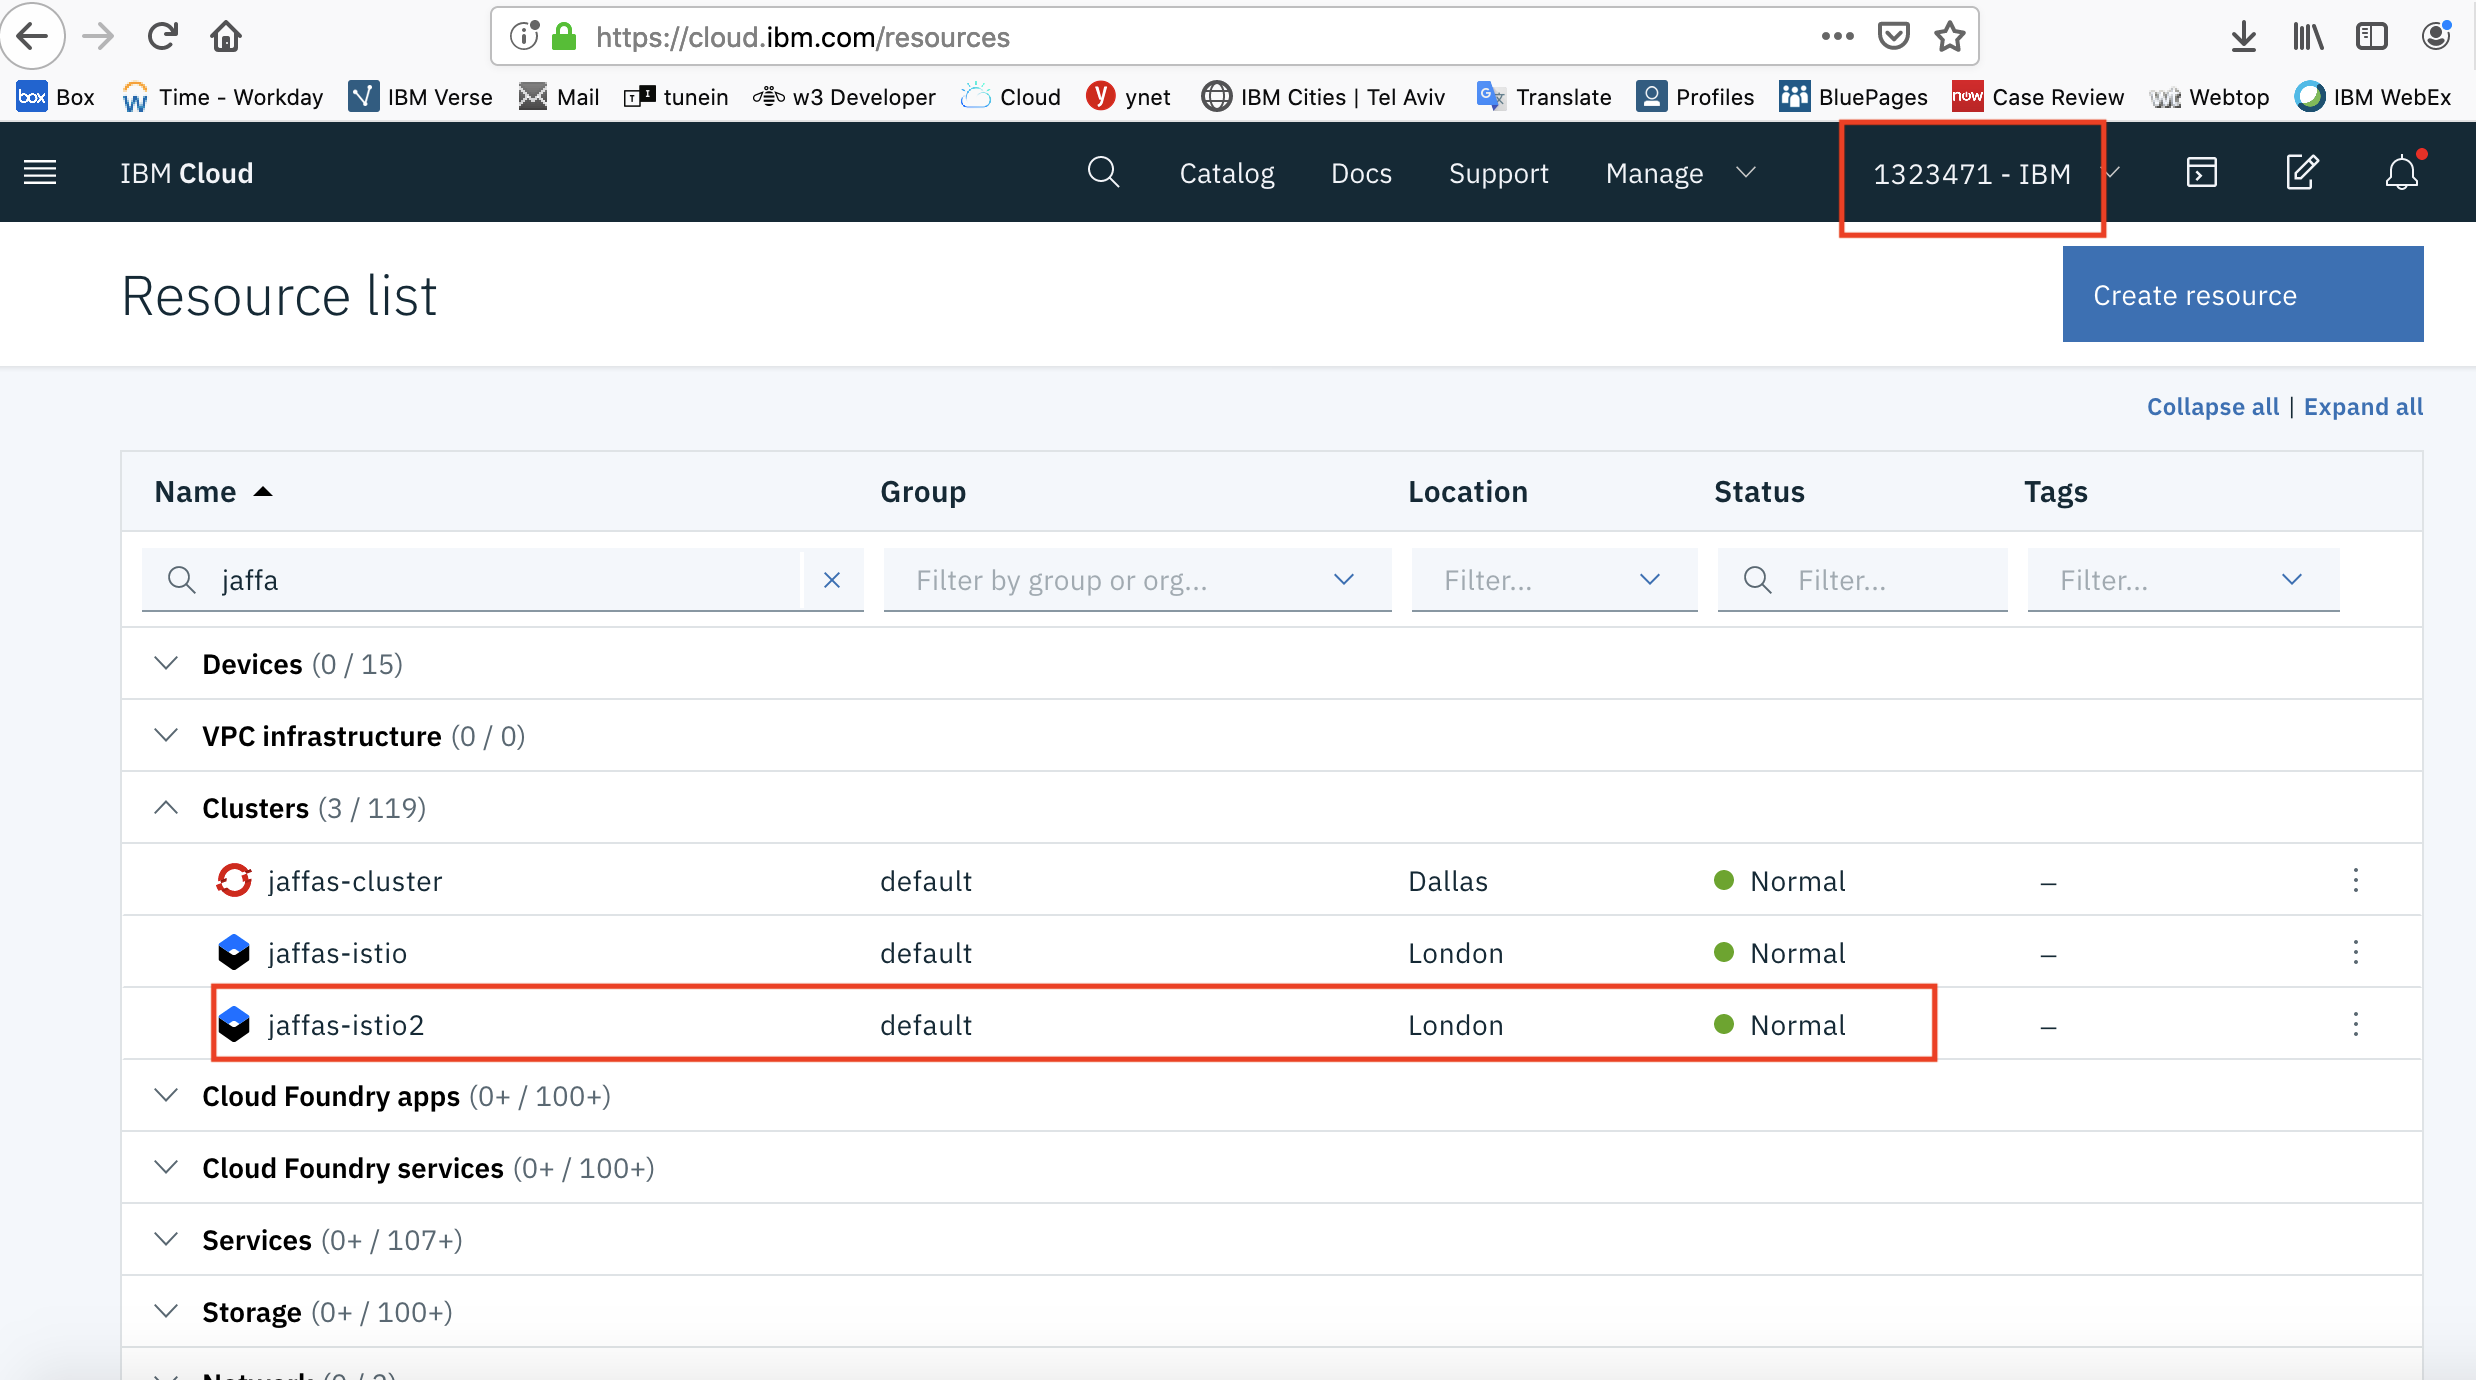 https://cloud.ibm.com/resources
box Box Time - Workday IBM Verse Mail T I tunein w3 Developer Cloud y ynet IBM Cities | Tel Aviv G Translate Profiles BluePages now Case Review wt Webtop IBM WebEx
IBM Cloud Catalog Docs Support Manage 1323471 - IBM
Resource list
Create resource
Collapse all | Expand all
Name Group Location Status Tags
jaffa Filter by group or org... Filter... Filter... Filter...
Devices (0 / 15)
VPC infrastructure (0 / 0)
Clusters (3 / 119)
jaffas-cluster default Dallas Normal –
jaffas-istio default London Normal –
jaffas-istio2 default London Normal –
Cloud Foundry apps (0+ / 100+)
Cloud Foundry services (0+ / 100+)
Services (0+ / 107+)
Storage (0+ / 100+)